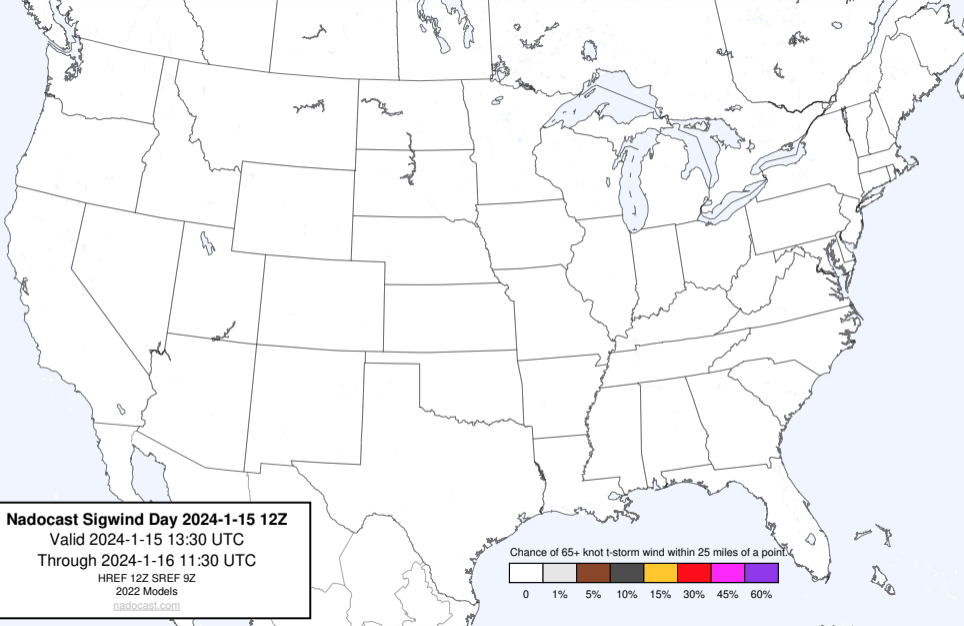 Nadocast Sigwind Day 2024-1-15 12Z
Valid 2024-1-15 13:30 UTC
Through 2024-1-16 11:30 UTC
HREF 12Z SREF 9Z
2022 Models
nadocast.com
Chance of 65+ knot t-storm wind within 25 miles of a point.
0 1% 5% 10% 15% 30% 45% 60%